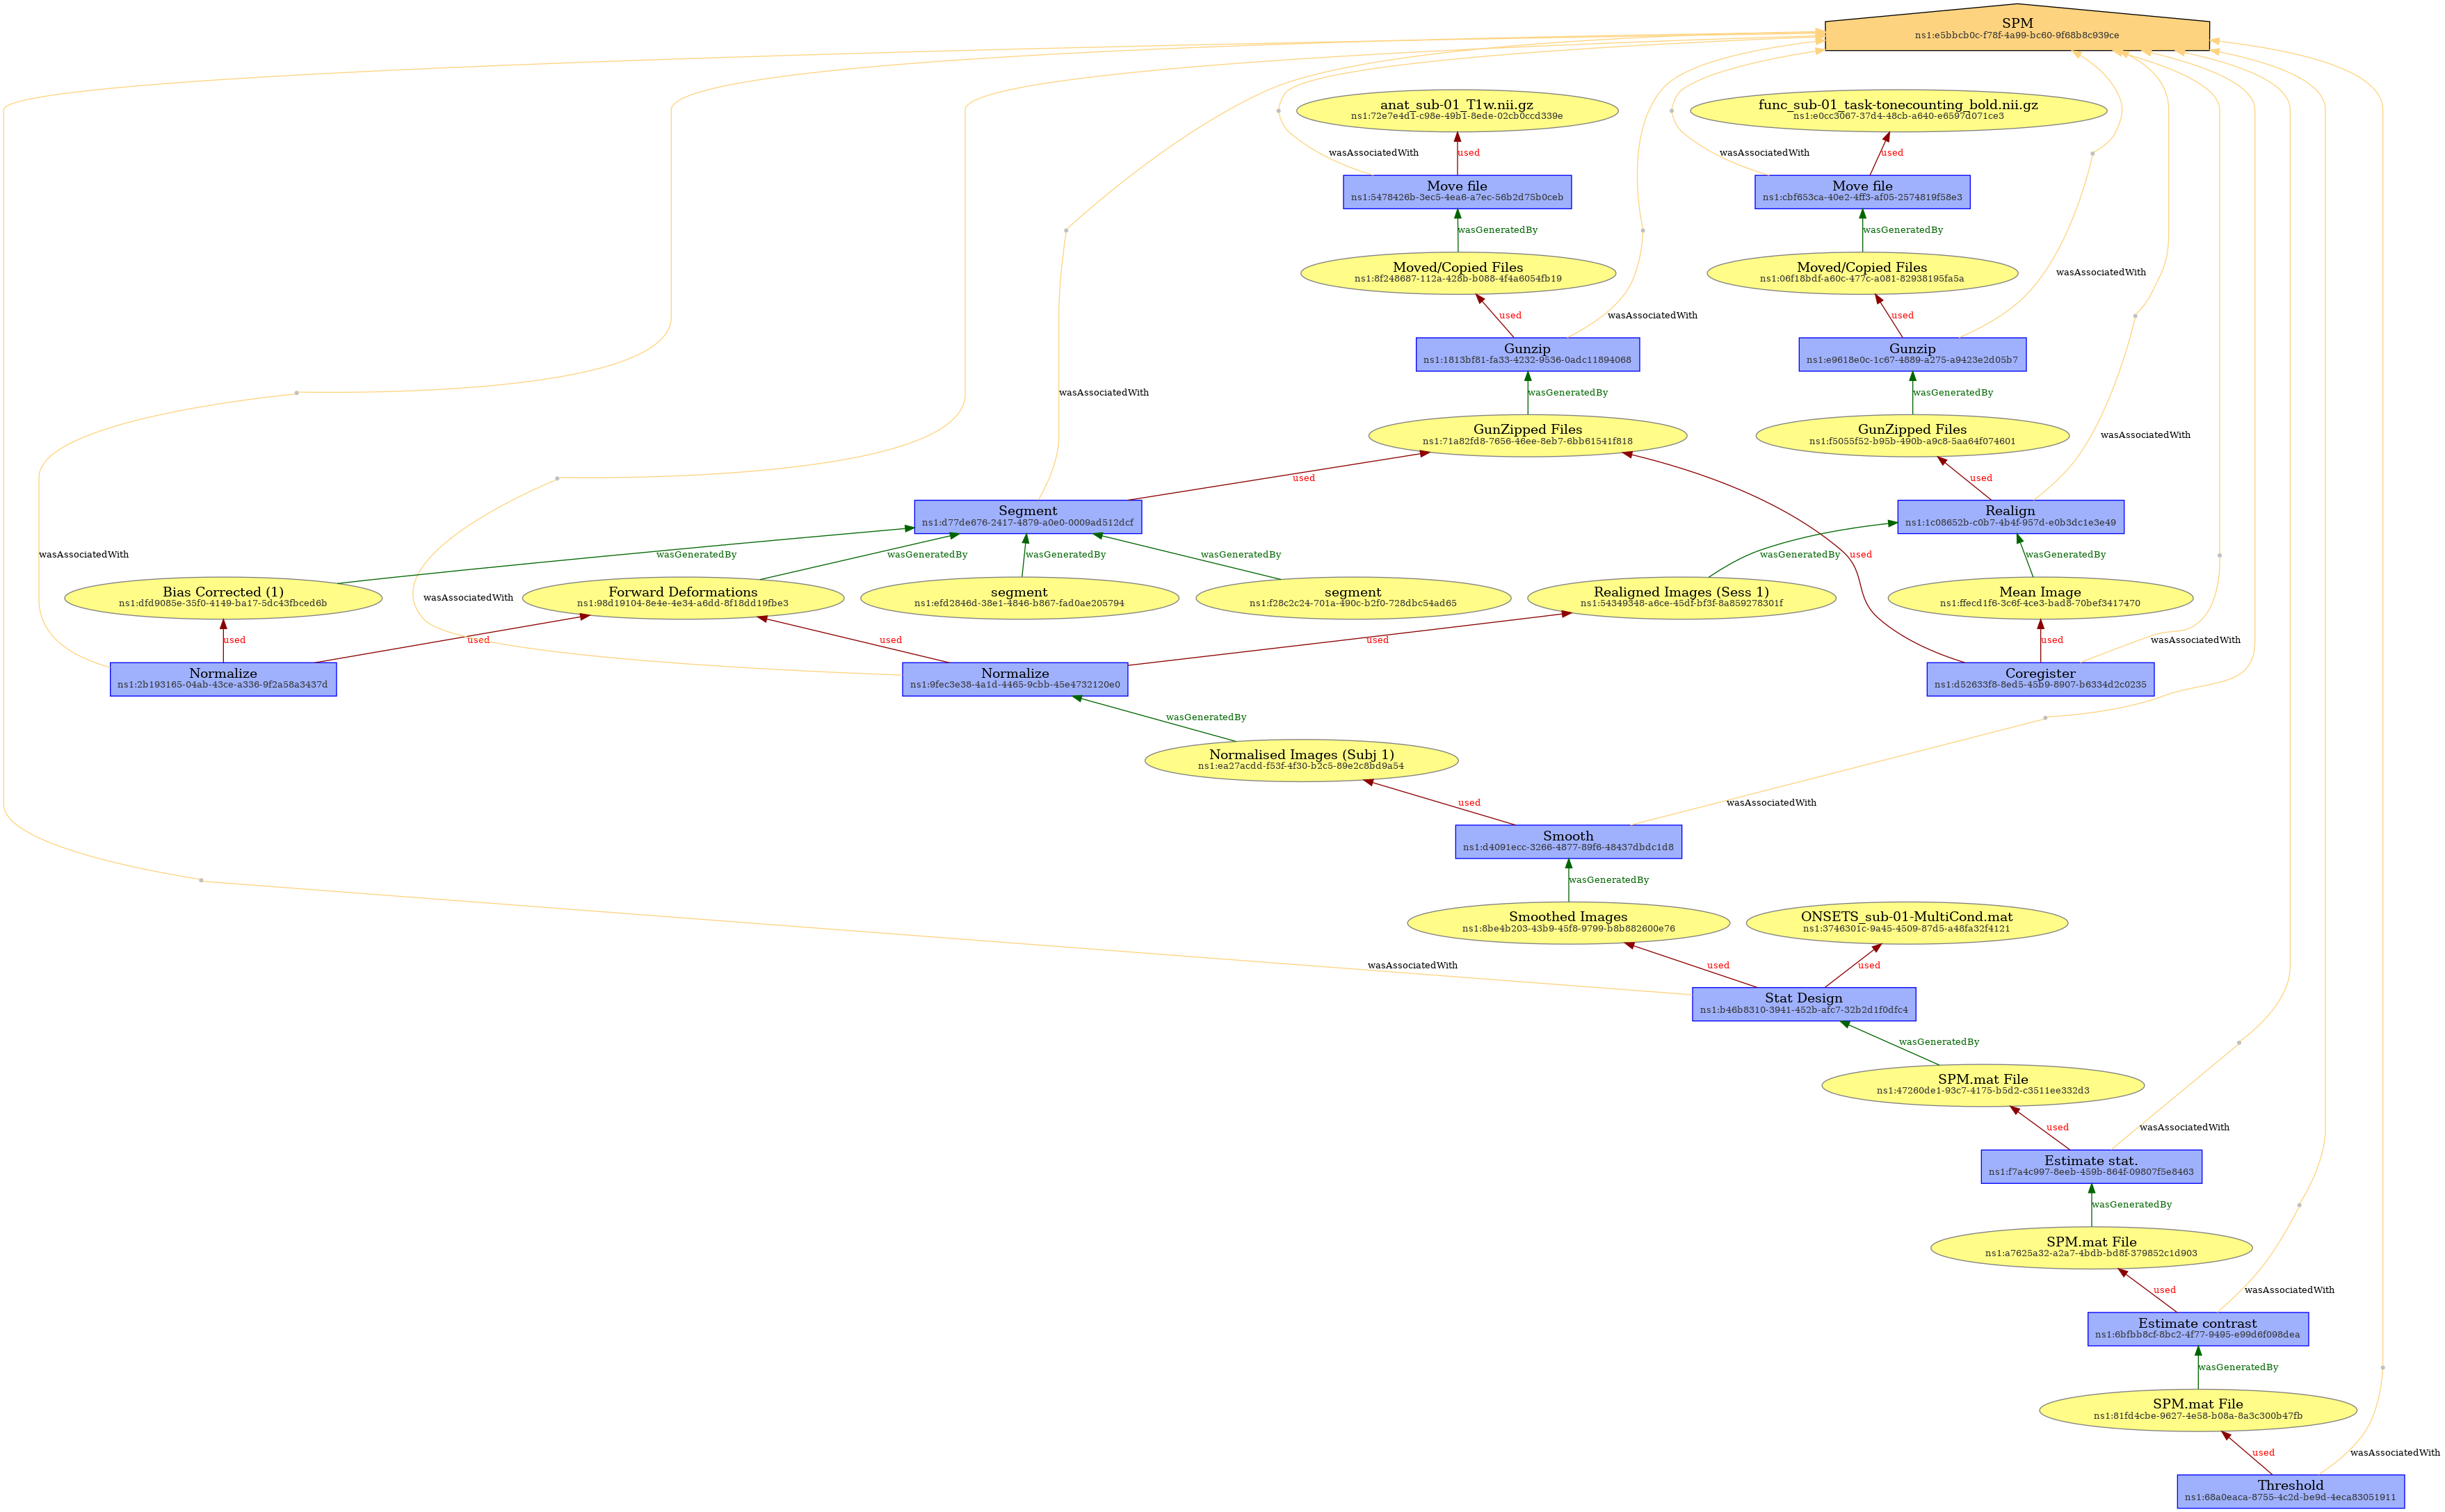 SPM
ns1:e5bbcb0c-f78f-4a99-bc60-9f68b8c939ce
anat_sub-01_T1w.nii.gz
ns1:72e7e4d1-c98e-49b1-8ede-02cb0ccd339e
func_sub-01_task-tonecounting_bold.nii.gz
ns1:e0cc3067-37d4-48cb-a640-e6597d071ce3
wasAssociatedWith
used
wasAssociatedWith
used
Move file
ns1:5478426b-3ec5-4ea6-a7ec-56b2d75b0ceb
Move file
ns1:cbf653ca-40e2-4ff3-af05-2574819f58e3
wasGeneratedBy
wasGeneratedBy
Moved/Copied Files
ns1:8f248687-112a-428b-b088-4f4a6054fb19
Moved/Copied Files
ns1:06f18bdf-a60c-477c-a081-82938195fa5a
wasAssociatedWith
used
wasAssociatedWith
used
Gunzip
ns1:1813bf81-fa33-4232-9536-0adc11894068
Gunzip
ns1:e9618e0c-1c67-4889-a275-a9423e2d05b7
wasAssociatedWith
wasGeneratedBy
wasGeneratedBy
GunZipped Files
ns1:71a82fd8-7656-46ee-8eb7-6bb61541f818
GunZipped Files
ns1:f5055f52-b95b-490b-a9c8-5aa64f074601
wasAssociatedWith
used
used
Segment
ns1:d77de676-2417-4879-a0e0-0009ad512dcf
Realign
ns1:1c08652b-c0b7-4b4f-957d-e0b3dc1e3e49
wasAssociatedWith
wasGeneratedBy
wasGeneratedBy
wasGeneratedBy
wasGeneratedBy
wasGeneratedBy
used
wasGeneratedBy
Bias Corrected (1)
ns1:dfd9085e-35f0-4149-ba17-5dc43fbced6b
wasAssociatedWith
Forward Deformations
ns1:98d19104-8e4e-4e34-a6dd-8f18dd19fbe3
segment
ns1:efd2846d-38e1-4846-b867-fad0ae205794
segment
ns1:f28c2c24-701a-490c-b2f0-728dbc54ad65
Realigned Images (Sess 1)
ns1:54349348-a6ce-45df-bf3f-8a859278301f
Mean Image
ns1:ffecd1f6-3c6f-4ce3-bad8-70bef3417470
used
used
used
used
used
wasAssociatedWith
Normalize
ns1:2b193165-04ab-43ce-a336-9f2a58a3437d
Normalize
ns1:9fec3e38-4a1d-4465-9cbb-45e4732120e0
Coregister
ns1:d52633f8-8ed5-45b9-8907-b6334d2c0235
wasGeneratedBy
Normalised Images (Subj 1)
ns1:ea27acdd-f53f-4f30-b2c5-89e2c8bd9a54
used
wasAssociatedWith
Smooth
ns1:d4091ecc-3266-4877-89f6-48437dbdc1d8
wasGeneratedBy
Smoothed Images
ns1:8be4b203-43b9-45f8-9799-b8b882600e76
ONSETS_sub-01-MultiCond.mat
ns1:3746301c-9a45-4509-87d5-a48fa32f4121
wasAssociatedWith
used
used
Stat Design
ns1:b46b8310-3941-452b-afc7-32b2d1f0dfc4
wasGeneratedBy
SPM.mat File
ns1:47260de1-93c7-4175-b5d2-c3511ee332d3
used
wasAssociatedWith
Estimate stat.
ns1:f7a4c997-8eeb-459b-864f-09807f5e8463
wasGeneratedBy
SPM.mat File
ns1:a7625a32-a2a7-4bdb-bd8f-379852c1d903
used
wasAssociatedWith
Estimate contrast
ns1:6bfbb8cf-8bc2-4f77-9495-e99d6f098dea
wasGeneratedBy
SPM.mat File
ns1:81fd4cbe-9627-4e58-b08a-8a3c300b47fb
used
wasAssociatedWith
Threshold
ns1:68a0eaca-8755-4c2d-be9d-4eca83051911